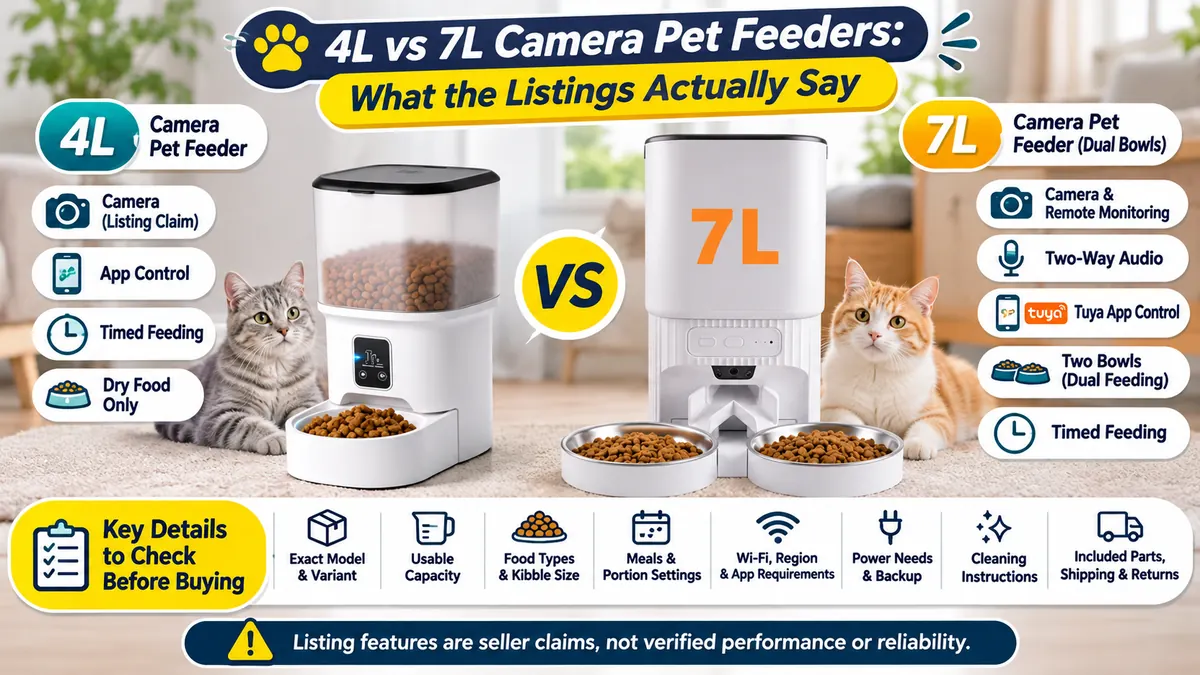 4L vs 7L Camera Pet Feeders:
What the Listings Actually Say
4L
Camera
Pet Feeder
Camera
(Listing Claim)
App Control
Timed Feeding
Dry Food
Only
VS
7L
7L
Camera Pet
Feeder (Dual Bowls)
Camera &
Remote Monitoring
Two-Way Audio
tuya
Tuya App Control
Two Bowls
(Dual Feeding)
Timed Feeding
Key Details
to Check
Before Buying
Exact Model
& Variant
Usable
Capacity
Food Types
& Kibble Size
Meals &
Portion Settings
Wi-Fi, Region
& App Requirements
Power Needs
& Backup
Cleaning
Instructions
Included Parts,
Shipping & Returns
Listing features are seller claims, not verified performance or reliability.